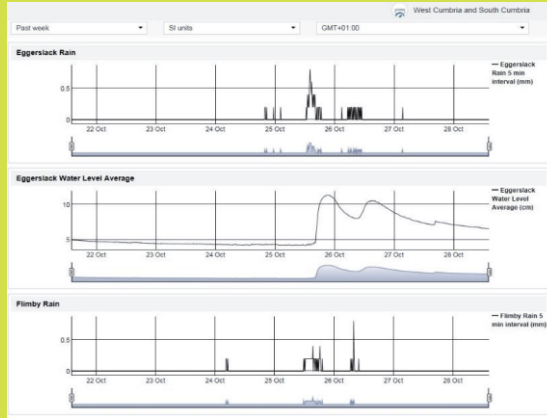 West Cumbria and South Cumbria
Past week
SI units
GMT+01:00
Eggerslack Rain
0.5
0
22 Oct 23 Oct 24 Oct 25 Oct 26 Oct 27 Oct 28 Oct
— Eggerslack
Rain 5 min
interval (mm)
Eggerslack Water Level Average
10
5
22 Oct 23 Oct 24 Oct 25 Oct 26 Oct 27 Oct 28 Oct
— Eggerslack
Water Level
Average (cm)
Flimby Rain
0.5
0
22 Oct 23 Oct 24 Oct 25 Oct 26 Oct 27 Oct 28 Oct
— Flimby Rain 5
min interval (mm)